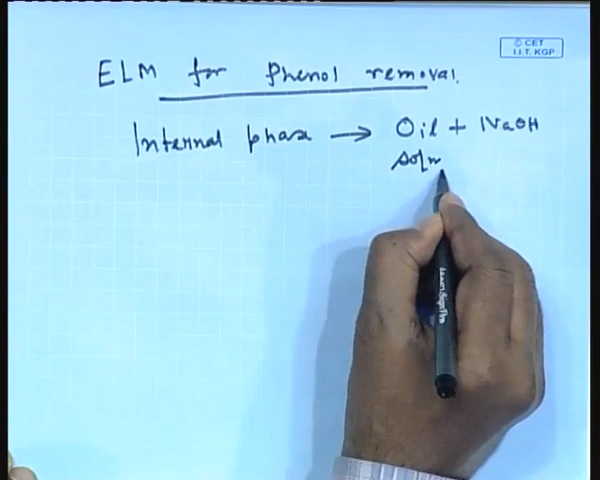 © CET
I.I.T. KGP
ELM for Phenol removal.
Internal phase → Oil + NaOH
soln